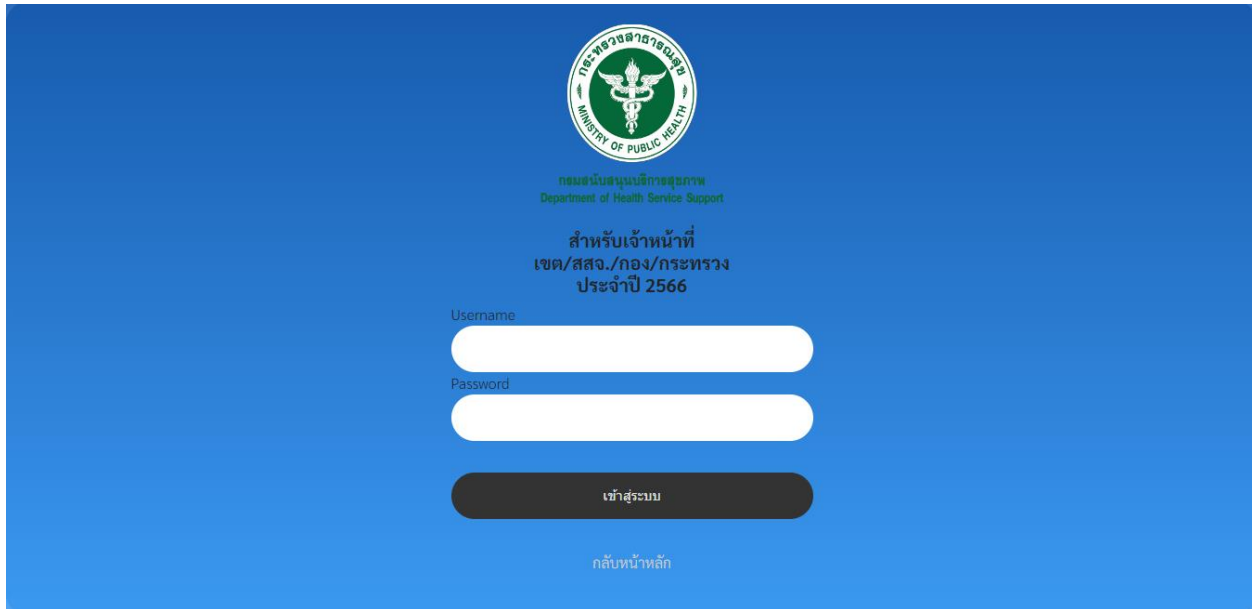 กระทรวงสาธารณสุข
MINISTRY OF PUBLIC HEALTH
กรมสนับสนุนบริการสุขภาพ
Department of Health Service Support
สำหรับเจ้าหน้าที่
เขต/สสจ./กอง/กระทรวง
ประจำปี 2566
Username
Password
เข้าสู่ระบบ
กลับหน้าหลัก